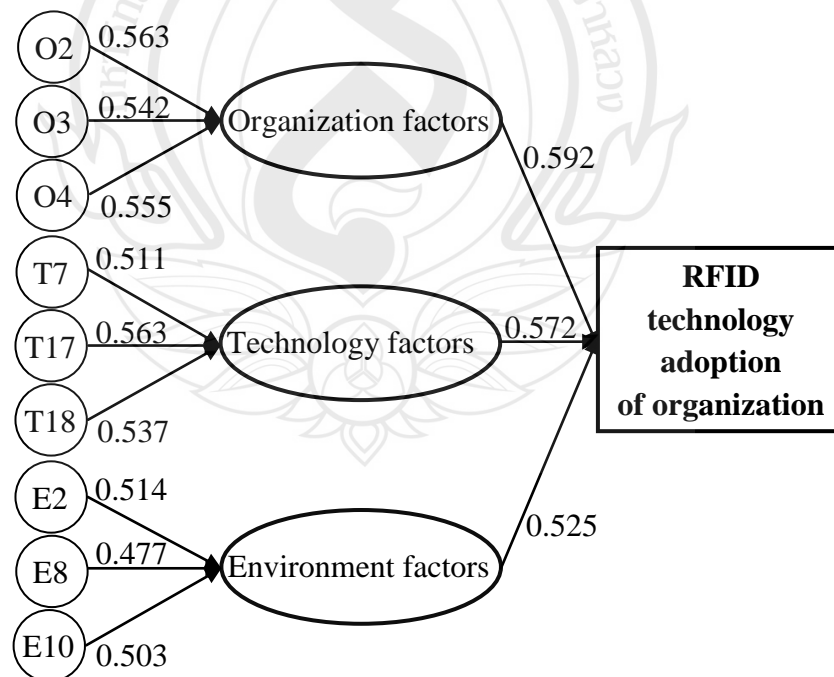 O2
0.563
O3
0.542
O4
0.555
Organization factors
0.592
T7
0.511
T17
0.563
T18
0.537
Technology factors
0.572
E2
0.514
E8
0.477
E10
0.503
Environment factors
0.525
RFID
technology
adoption
of organization